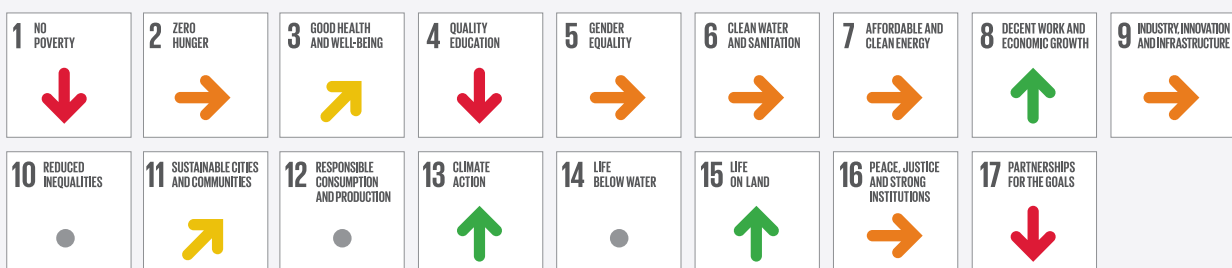 1 NO POVERTY
2 ZERO HUNGER
3 GOOD HEALTH AND WELL-BEING
4 QUALITY EDUCATION
5 GENDER EQUALITY
6 CLEAN WATER AND SANITATION
7 AFFORDABLE AND CLEAN ENERGY
8 DECENT WORK AND ECONOMIC GROWTH
9 INDUSTRY, INNOVATION AND INFRASTRUCTURE
10 REDUCED INEQUALITIES
11 SUSTAINABLE CITIES AND COMMUNITIES
12 RESPONSIBLE CONSUMPTION AND PRODUCTION
13 CLIMATE ACTION
14 LIFE BELOW WATER
15 LIFE ON LAND
16 PEACE, JUSTICE AND STRONG INSTITUTIONS
17 PARTNERSHIPS FOR THE GOALS